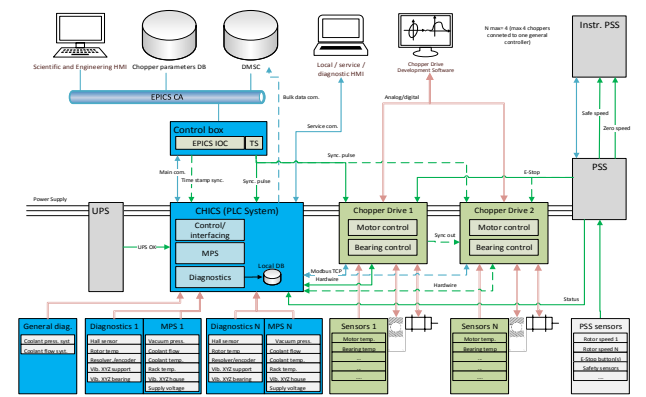 N max= 4 (max 4 choppers
conneted to one general
controller)
Instr. PSS
Scientific and Engineering HMI
Chopper parameters DB
DMSC
Local / service /
diagnostic HMI
Chopper Drive
Development Software
EPICS CA
Bulk data com.
Analog/digital
Safe speed
Zero speed
Control box
EPICS IOC
TS
Service com.
Main com.
Time stamp sync.
Sync. pulse
Sync. pulse
E-Stop
PSS
Power Supply
UPS
CHICS (PLC System)
Control/
interfacing
MPS
Diagnostics
Local DB
UPS OK
Chopper Drive 1
Motor control
Bearing control
Sync out
Chopper Drive 2
Motor control
Bearing control
Modbus TCP
Hardwire
Hardwire
Status
General diag.
Coolant press. syst
Coolant flow syst.
Diagnostics 1
Hall sensor
Rotor temp
Resolver/encoder
Vib. XYZ support
Vib. XYZ bearing
MPS 1
Vacuum press.
Coolant flow
Coolant temp.
Rack temp.
Vib. XYZ house
Supply voltage
Diagnostics N
Hall sensor
Rotor temp
Resolver/encoder
Vib. XYZ support
Vib. XYZ bearing
MPS N
Vacuum press.
Coolant flow
Coolant temp.
Rack temp.
Vib. XYZ house
Supply voltage
Sensors 1
Motor temp.
Bearing temp
...
...
...
Sensors N
Motor temp.
Bearing temp
...
...
...
PSS sensors
Rotor speed 1
Rotor speed N
E-Stop button(s)
Safety sensors
...